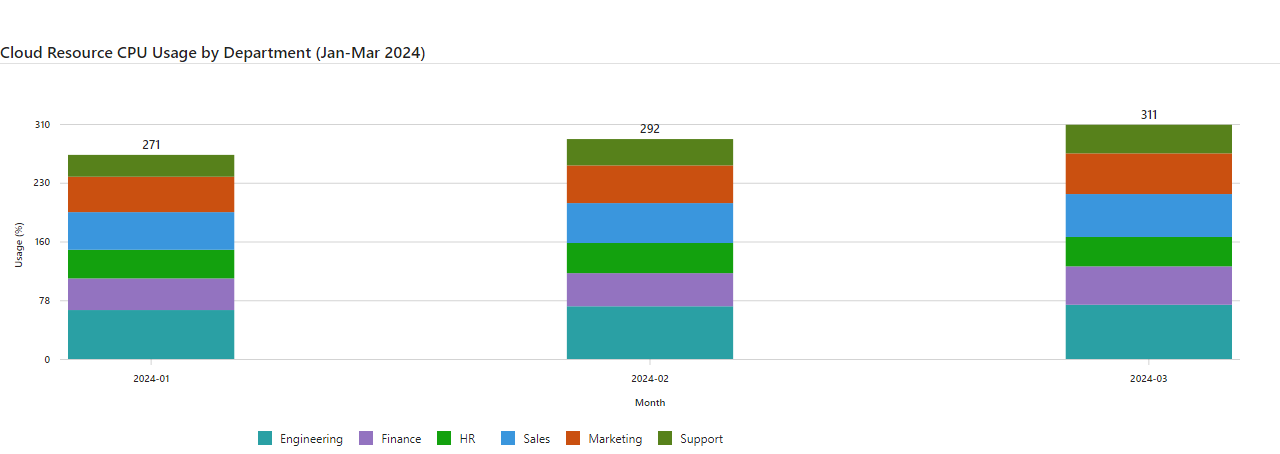 Cloud Resource CPU Usage by Department (Jan-Mar 2024)
Usage (%)
310
230
160
78
0
271
292
311
2024-01
2024-02
2024-03
Month
Engineering Finance HR Sales Marketing Support